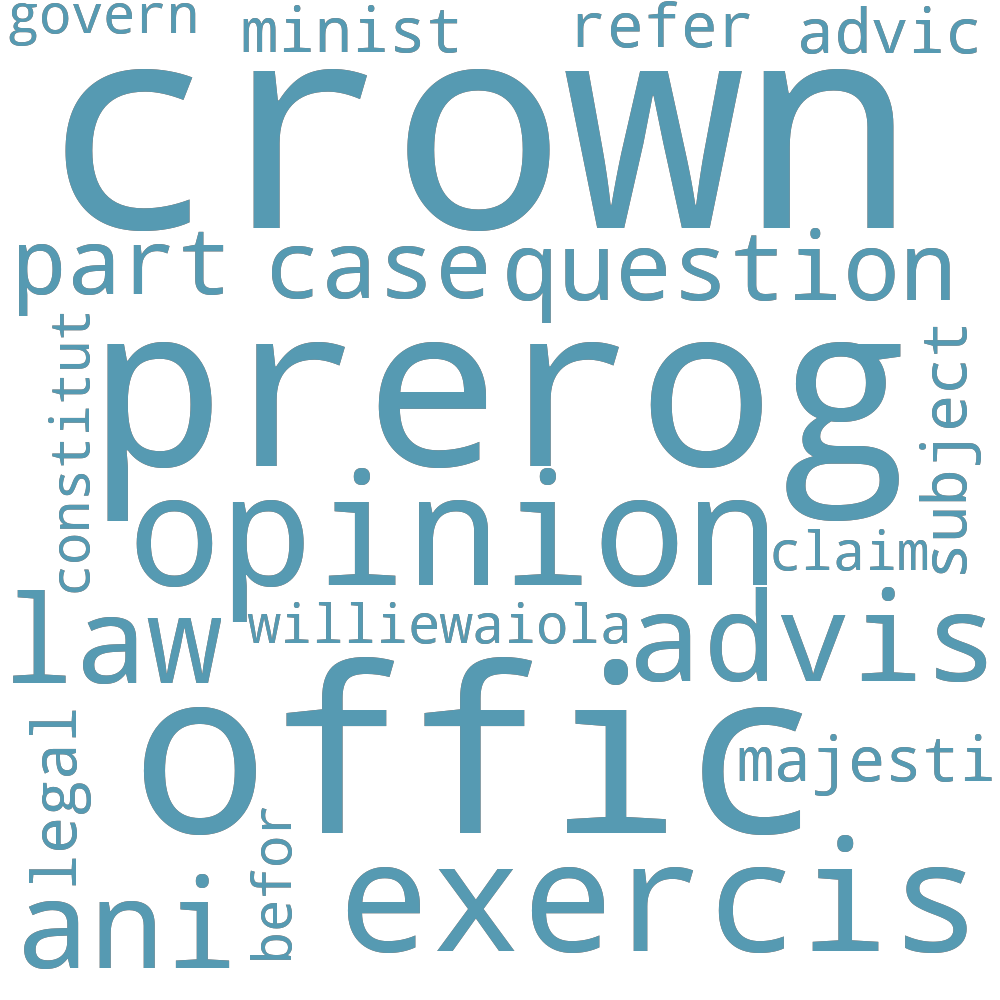 govern minist refer advic
crown
part case question
constitut prerog subject
opinion claim
law williewaiola advis
offic majesti
legal befor
ani exercis